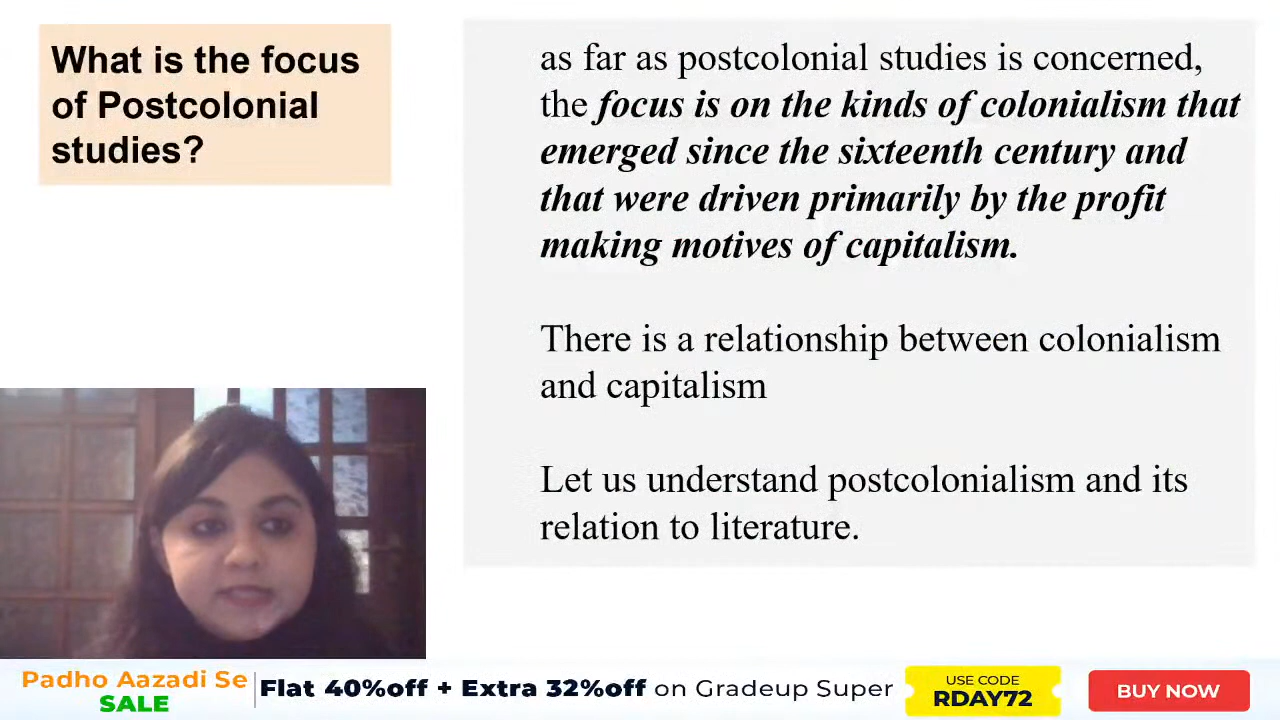 What is the focus
of Postcolonial
studies?
as far as postcolonial studies is concerned,
the focus is on the kinds of colonialism that
emerged since the sixteenth century and
that were driven primarily by the profit
making motives of capitalism.
There is a relationship between colonialism
and capitalism
Let us understand postcolonialism and its
relation to literature.
Padho Aazadi Se
SALE
Flat 40%off + Extra 32%off on Gradeup Super
USE CODE
RDAY72
BUY NOW